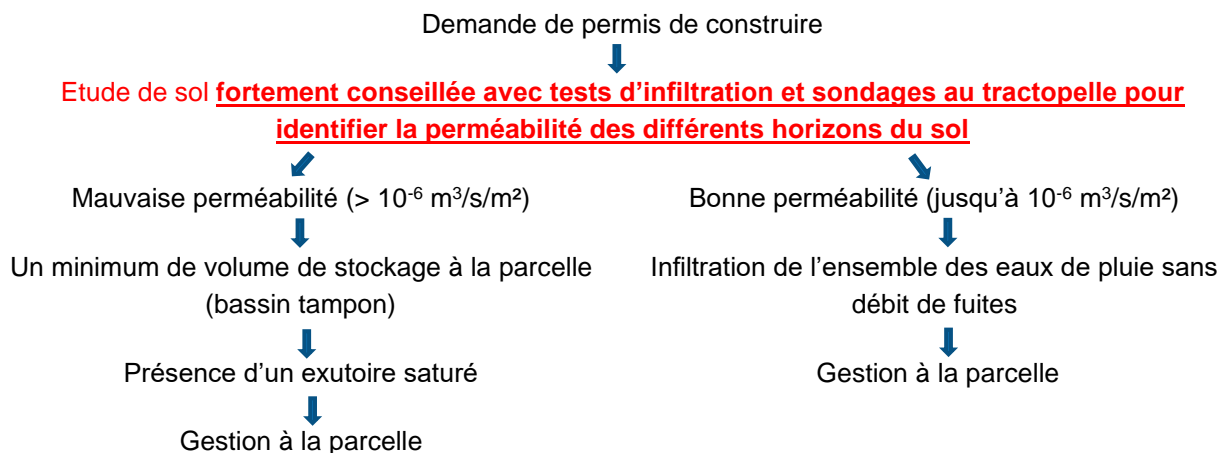 Demande de permis de construire
Etude de sol fortement conseillée avec tests d’infiltration et sondages au tractopelle pour
identifier la perméabilité des différents horizons du sol
Mauvaise perméabilité (> 10⁻⁶ m³/s/m²)
Un minimum de volume de stockage à la parcelle
(bassin tampon)
Présence d’un exutoire saturé
Gestion à la parcelle
Bonne perméabilité (jusqu’à 10⁻⁶ m³/s/m²)
Infiltration de l’ensemble des eaux de pluie sans
débit de fuites
Gestion à la parcelle